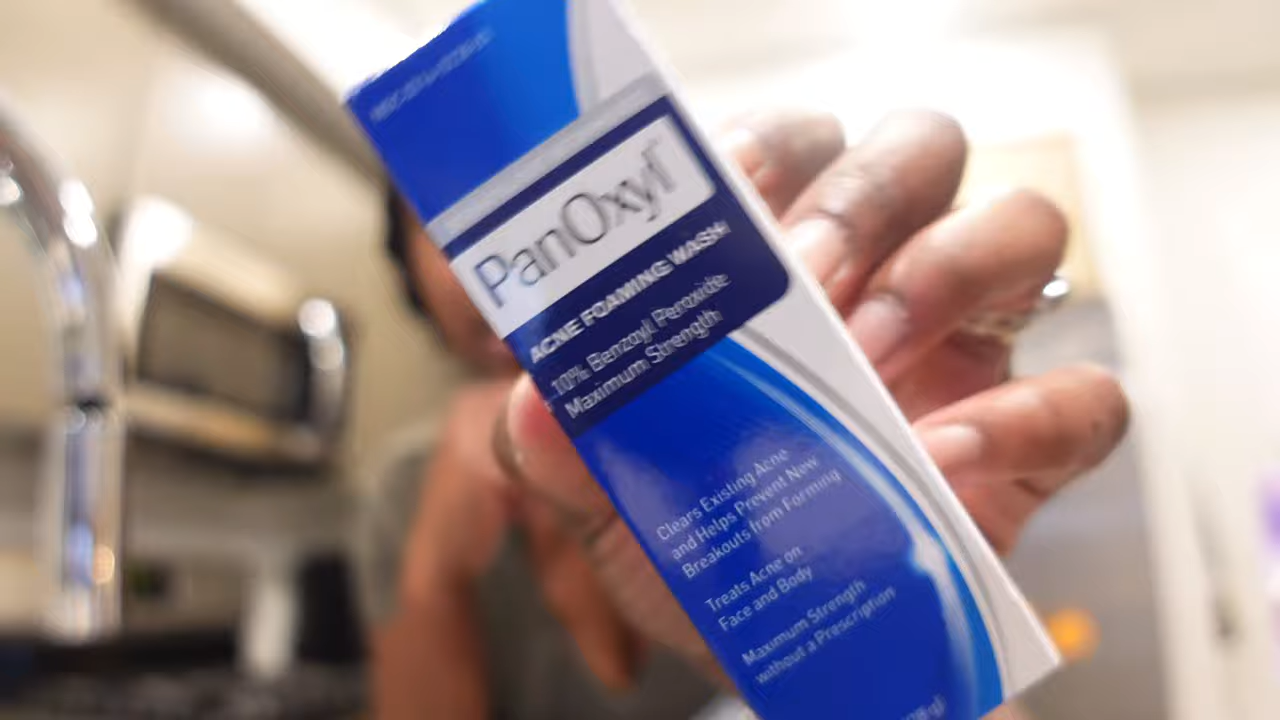 PanOxyl
ACNE FOAMING WASH
10% Benzoyl Peroxide
Maximum Strength
Clears Existing Acne
and Helps Prevent New
Breakouts from Forming
Treats Acne on
Face and Body
Maximum Strength
without a Prescription